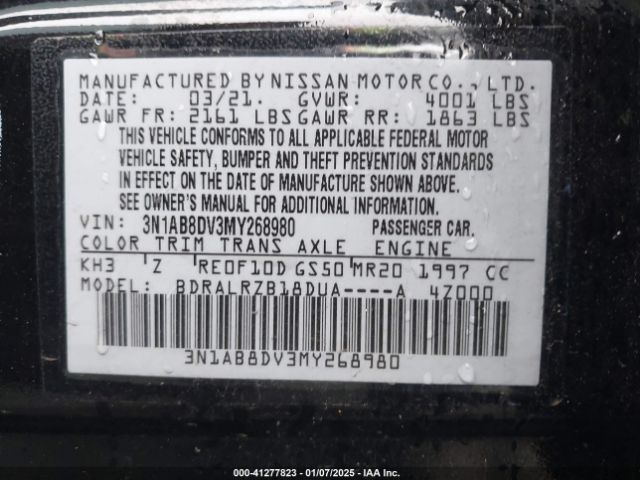 MANUFACTURED BY NISSAN MOTOR CO., LTD.
DATE: 03/21. GVWR: 4001 LBS
GAWR FR: 2161 LBS GAWR RR: 1863 LBS
THIS VEHICLE CONFORMS TO ALL APPLICABLE FEDERAL MOTOR
VEHICLE SAFETY, BUMPER AND THEFT PREVENTION STANDARDS
IN EFFECT ON THE DATE OF MANUFACTURE SHOWN ABOVE.
SEE OWNER'S MANUAL FOR ADDITIONAL INFORMATION.
VIN: 3N1AB8DV3MY268980 PASSENGER CAR.
COLOR TRIM TRANS AXLE ENGINE
KH3 Z RE0F10D GS50 MR20 1997 CC
MODEL: BDRALRZB18DUA----A 4Z000
3N1AB8DV3MY268980
000-41277823 - 01/07/2025 - IAA Inc.